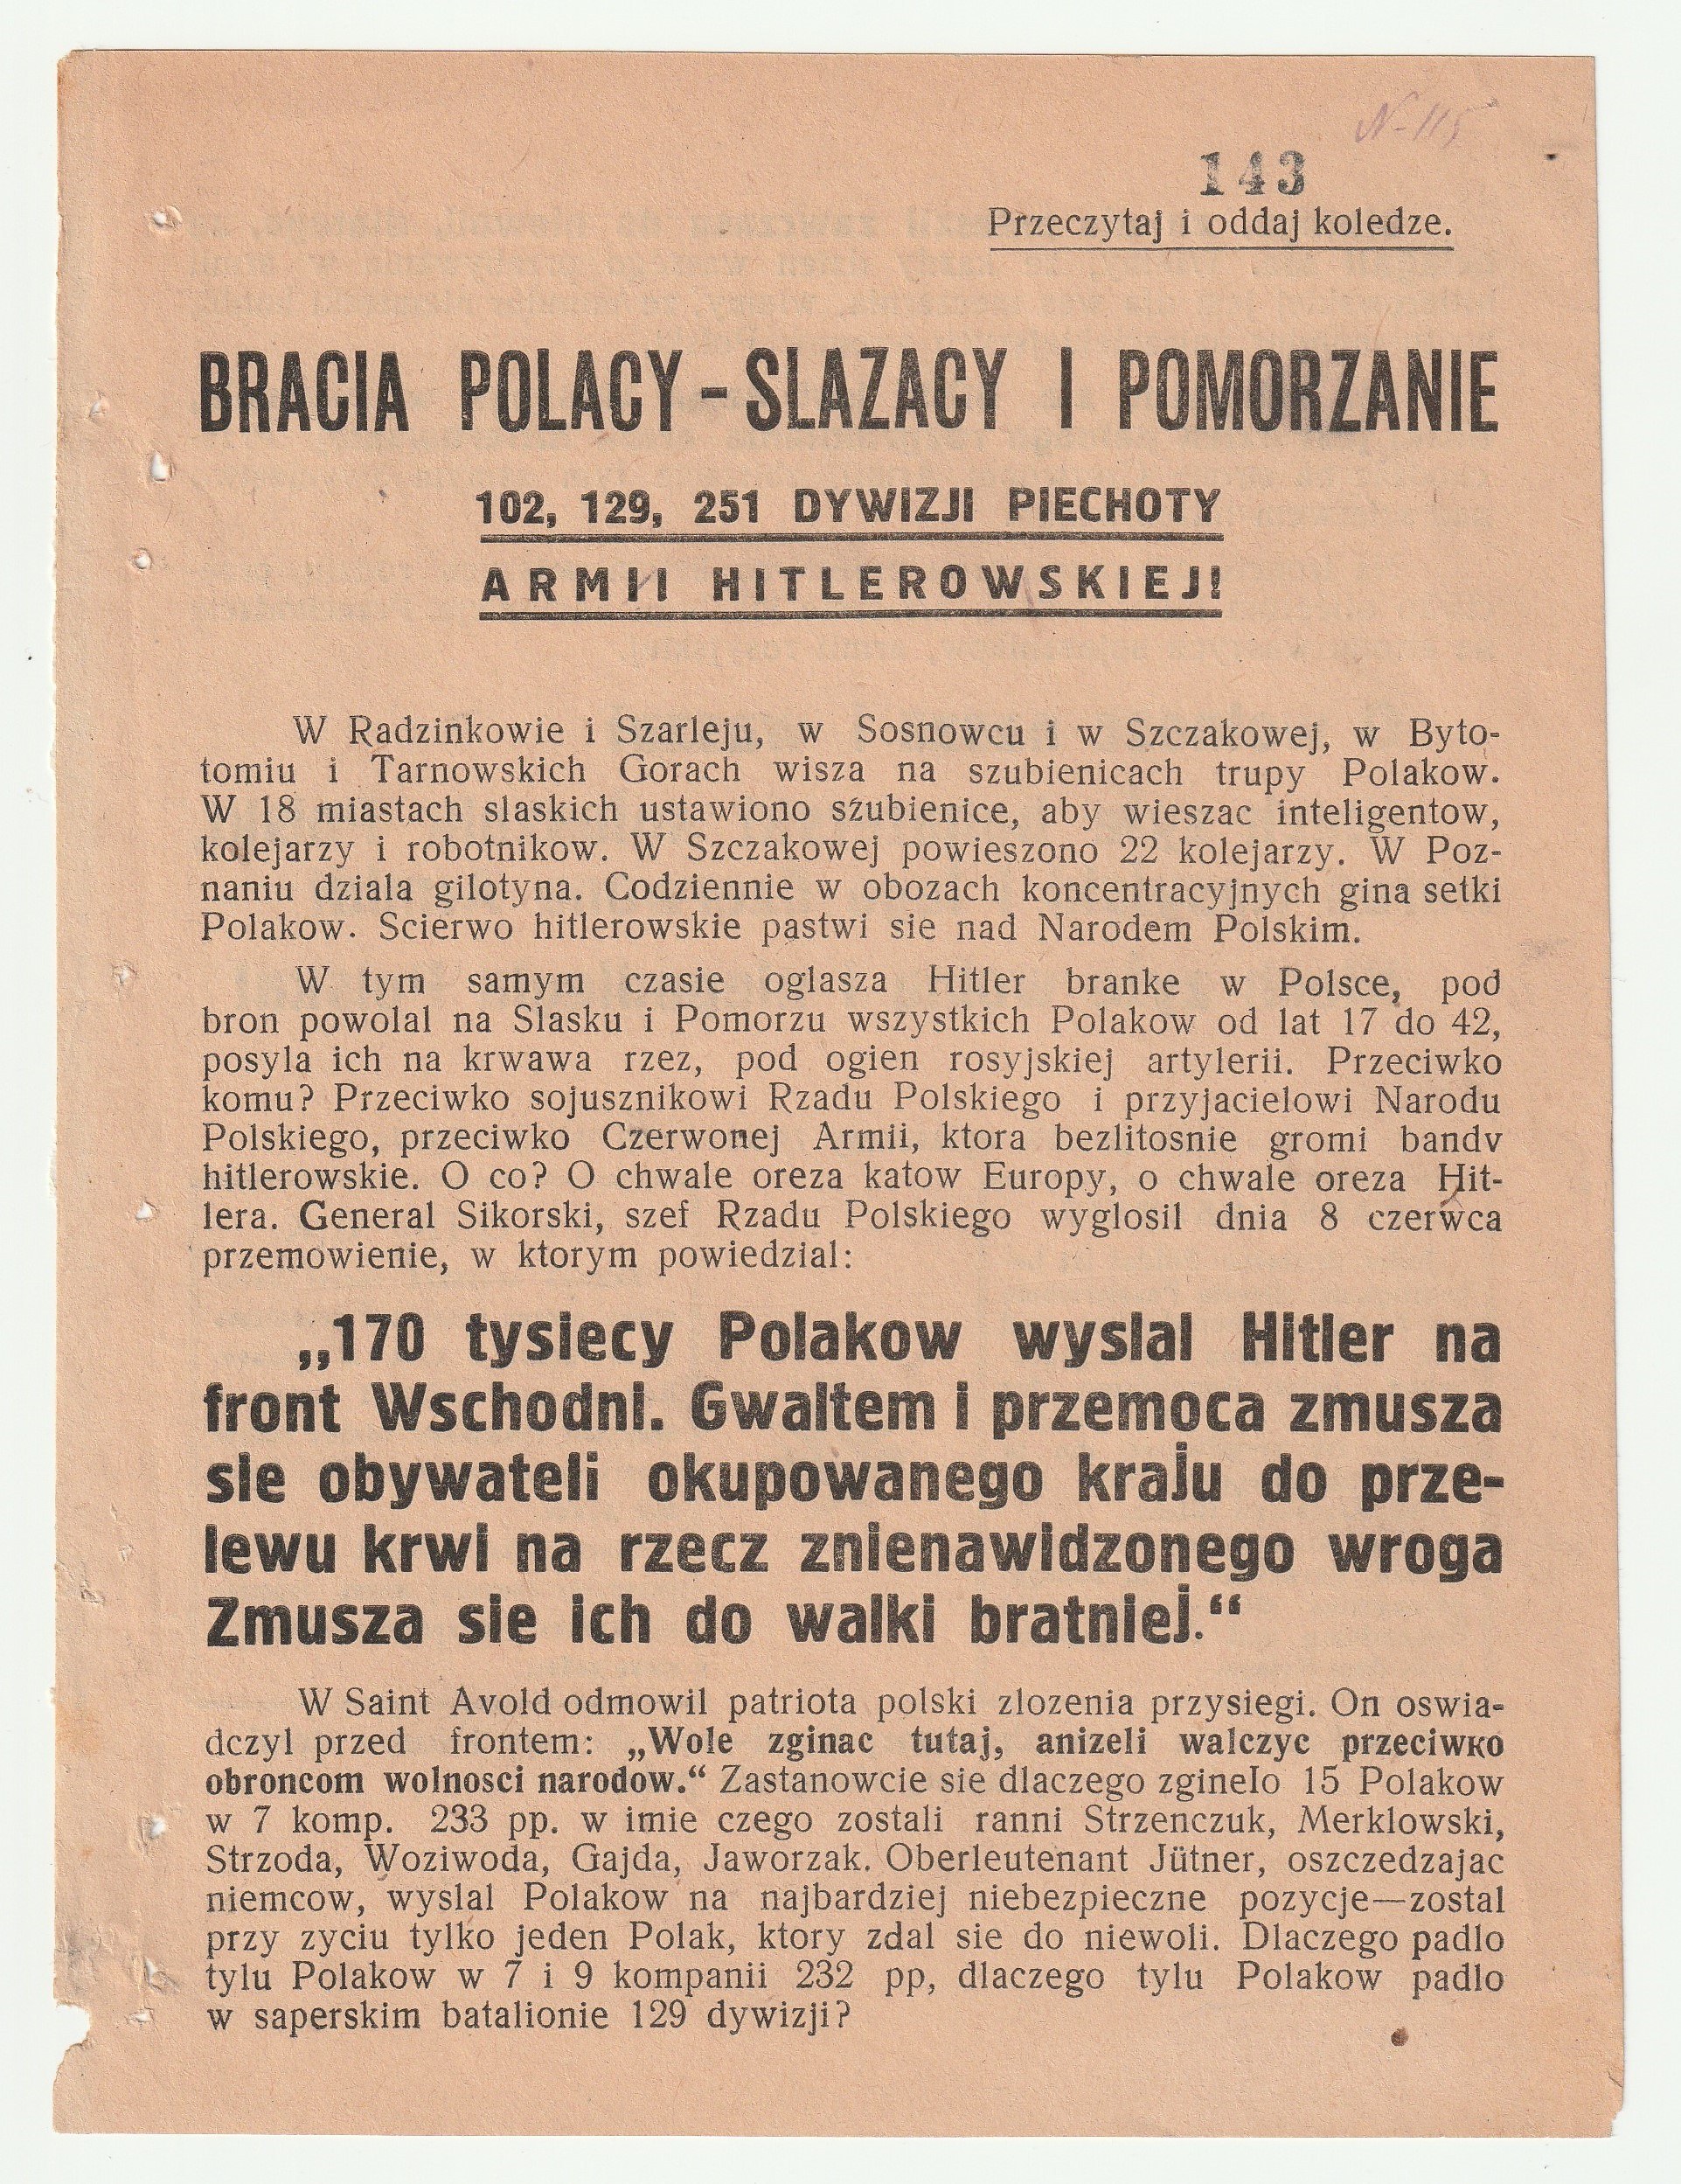 N-115
143
Przeczytaj i oddaj koledze.
BRACIA POLACY - SLAZACY I POMORZANIE
102, 129, 251 DYWIZJI PIECHOTY
ARMII HITLEROWSKIEJ!
W Radzinkowie i Szarleju, w Sosnowcu i w Szczakowej, w Byto-
tomiu i Tarnowskich Gorach wisza na szubienicach trupy Polakow.
W 18 miastach slaskich ustawiono szubienice, aby wieszac inteligentow,
kolejarzy i robotnikow. W Szczakowej powieszono 22 kolejarzy. W Poz-
naniu dziala gilotyna. Codziennie w obozach koncentracyjnych gina setki
Polakow. Scierwo hitlerowskie pastwi sie nad Narodem Polskim.
W tym samym czasie oglasza Hitler branke w Polsce, pod
bron powolal na Slasku i Pomorzu wszystkich Polakow od lat 17 do 42,
posyla ich na krwawa rzez, pod ogien rosyjskiej artylerii. Przeciwko
komu? Przeciwko sojusznikowi Rzadu Polskiego i przyjacielowi Narodu
Polskiego, przeciwko Czerwonej Armii, ktora bezlitosnie gromi bandv
hitlerowskie. O co? O chwale oreza katow Europy, o chwale oreza Hit-
lera. General Sikorski, szef Rzadu Polskiego wyglosil dnia 8 czerwca
przemowienie, w ktorym powiedzial:
„170 tysiecy Polakow wyslal Hitler na
front Wschodni. Gwaltem i przemoca zmusza
sie obywateli okupowanego kraju do prze-
lewu krwi na rzecz znienawidzonego wroga
Zmusza sie ich do walki bratniej.“
W Saint Avold odmowil patriota polski zlozenia przysiegi. On oswia-
dczyl przed frontem: „Wole zginac tutaj, anizeli walczyc przeciwko
obroncom wolnosci narodow.“ Zastanowcie sie dlaczego zginelo 15 Polakow
w 7 komp. 233 pp. w imie czego zostali ranni Strzenczuk, Merklowski,
Strzoda, Woziwoda, Gajda, Jaworzak. Oberleutenant Jütner, oszczedzajac
niemcow, wyslal Polakow na najbardziej niebezpieczne pozycje—zostal
przy zyciu tylko jeden Polak, ktory zdal sie do niewoli. Dlaczego padlo
tylu Polakow w 7 i 9 kompanii 232 pp, dlaczego tylu Polakow padlo
w saperskim batalionie 129 dywizji?